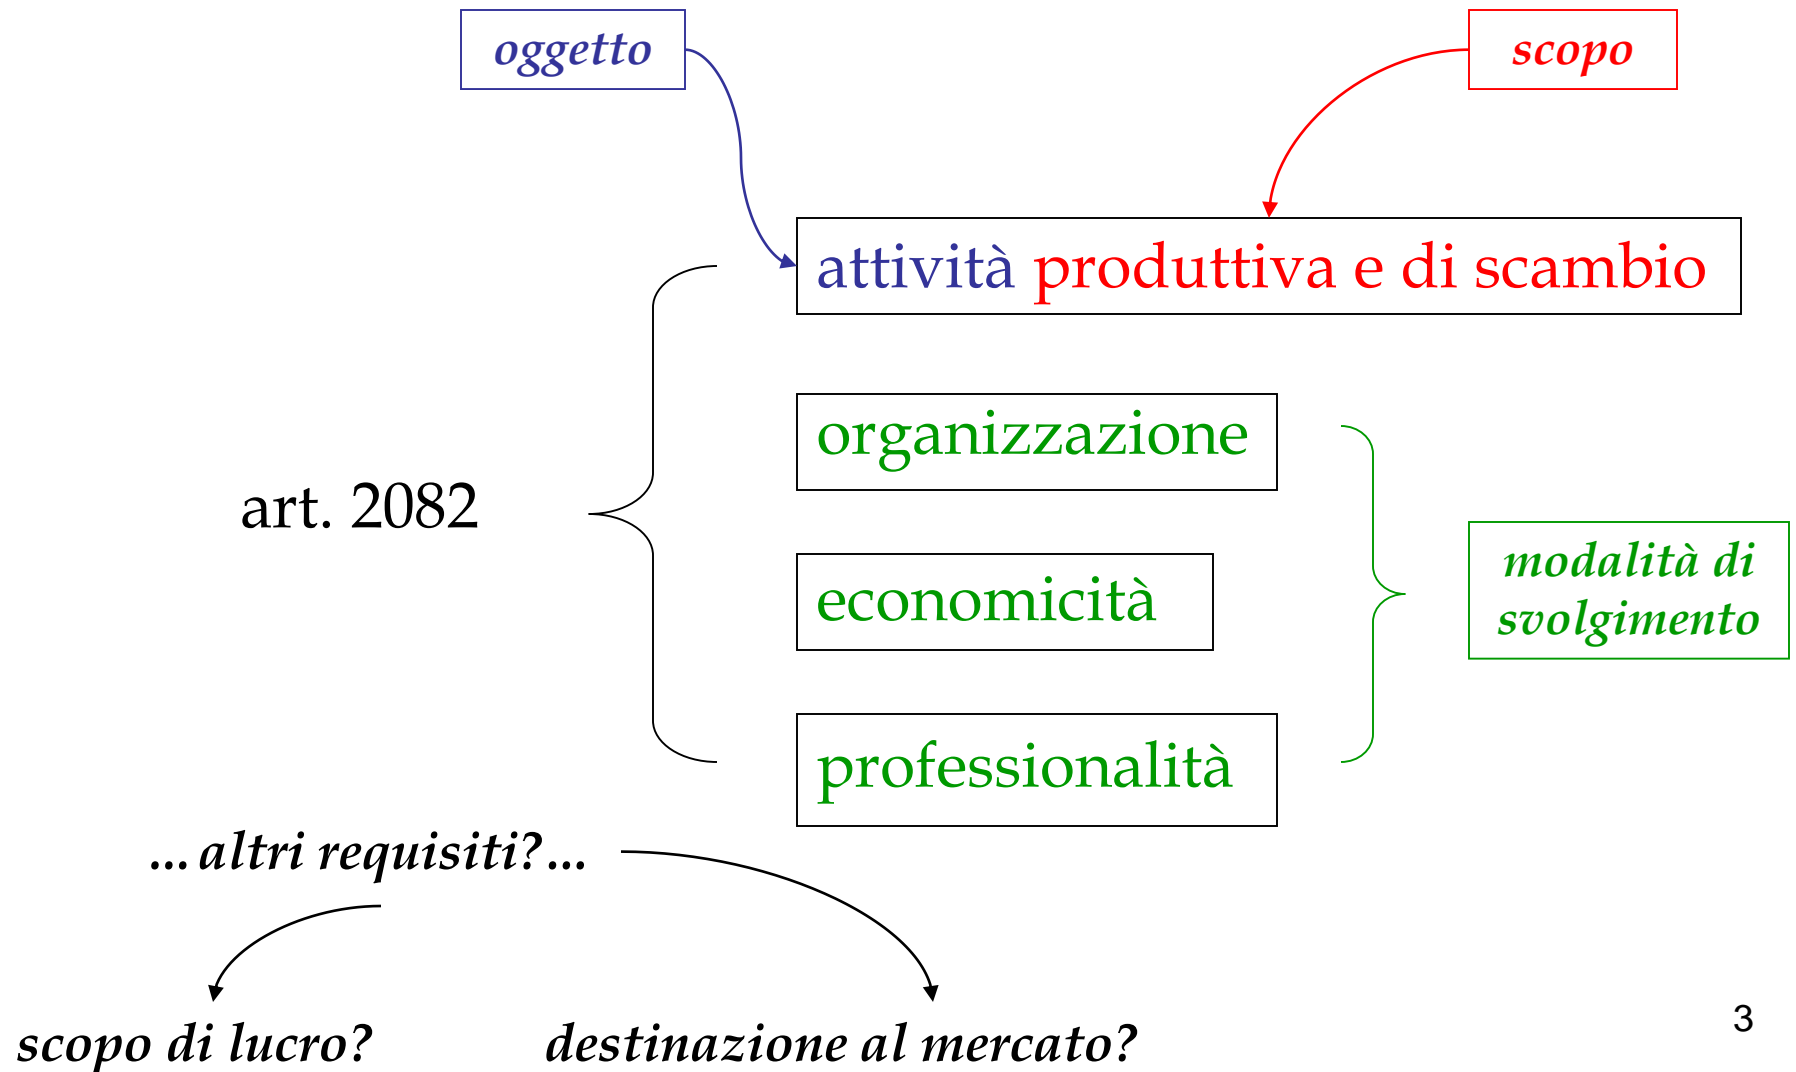 oggetto
scopo
attività produttiva e di scambio
organizzazione
art. 2082
economicità
modalità di
svolgimento
professionalità
...altri requisiti?...
scopo di lucro?
destinazione al mercato?
3